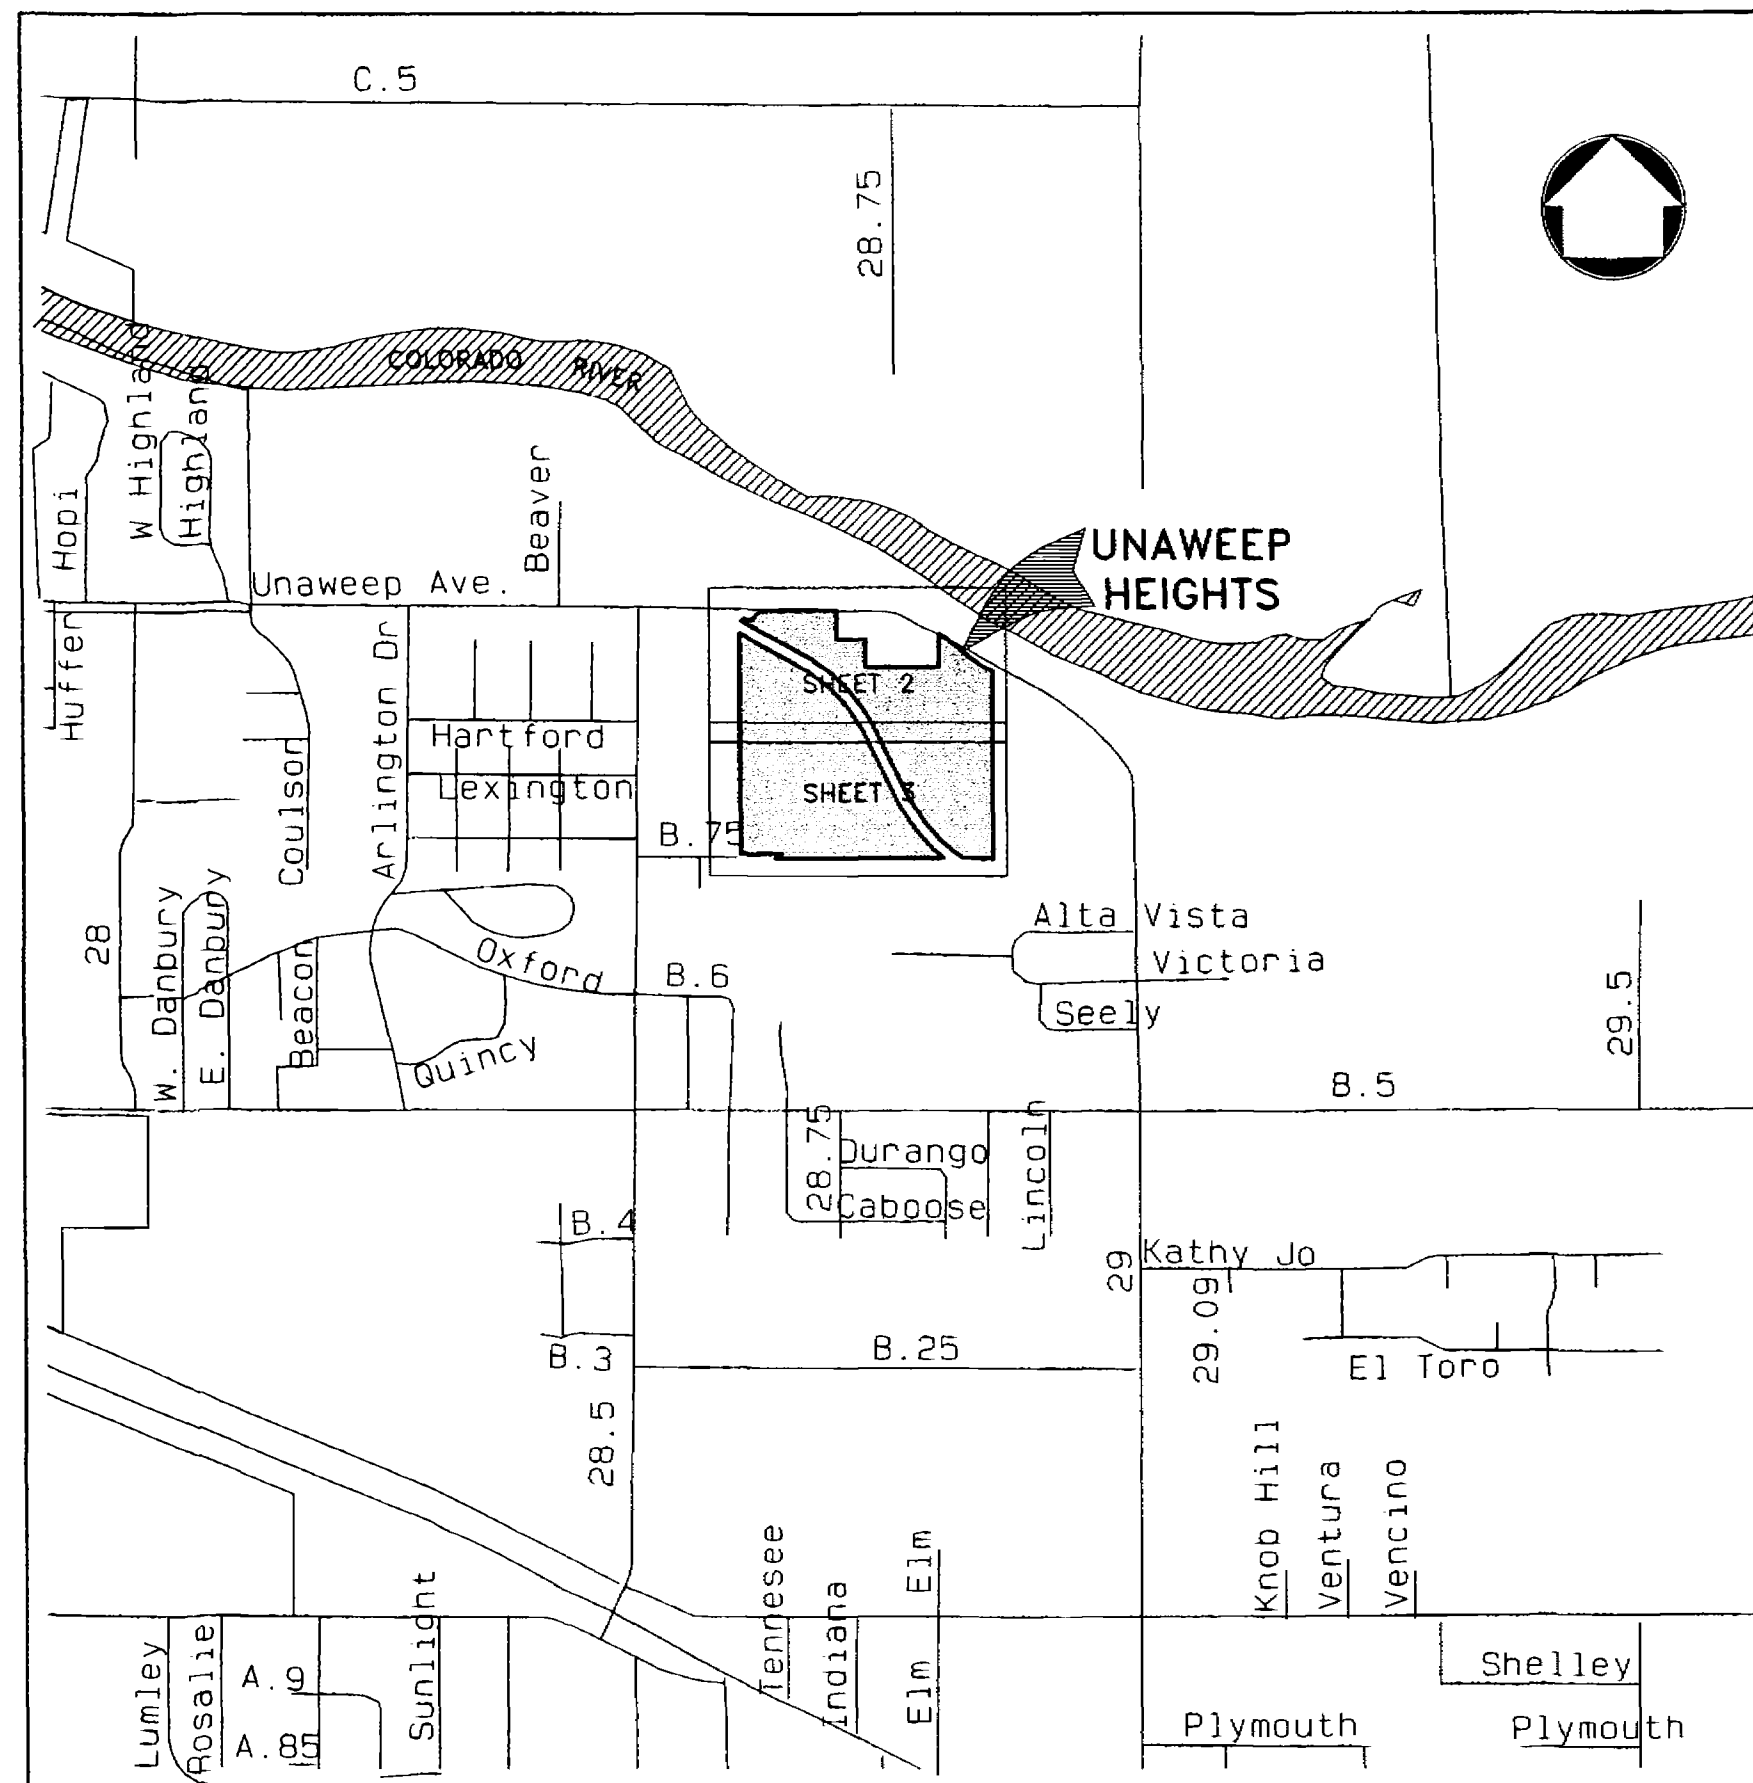 C.5
28.75
COLORADO RIVER
W Highland
Highland
Hopi
Beaver
UNAWEEP
HEIGHTS
Unaweep Ave.
Huffer
Arlington Dr
SHEET 2
Hartford
Coulson
Lexington
SHEET 3
B.75
28
W. Danbury
E. Danbury
Beacon
Oxford
B.6
Alta Vista
Victoria
Seely
29.5
Quincy
B.5
28.75
Durango
Caboose
Lincoln
B.4
29
Kathy Jo
29.09
B.3
B.25
El Toro
28.5
Knob Hill
Ventura
Vencino
Tennesee
Indiana
Elm
Elm
Lumley
Rosalie
A.9
A.85
Sunlight
Shelley
Plymouth
Plymouth